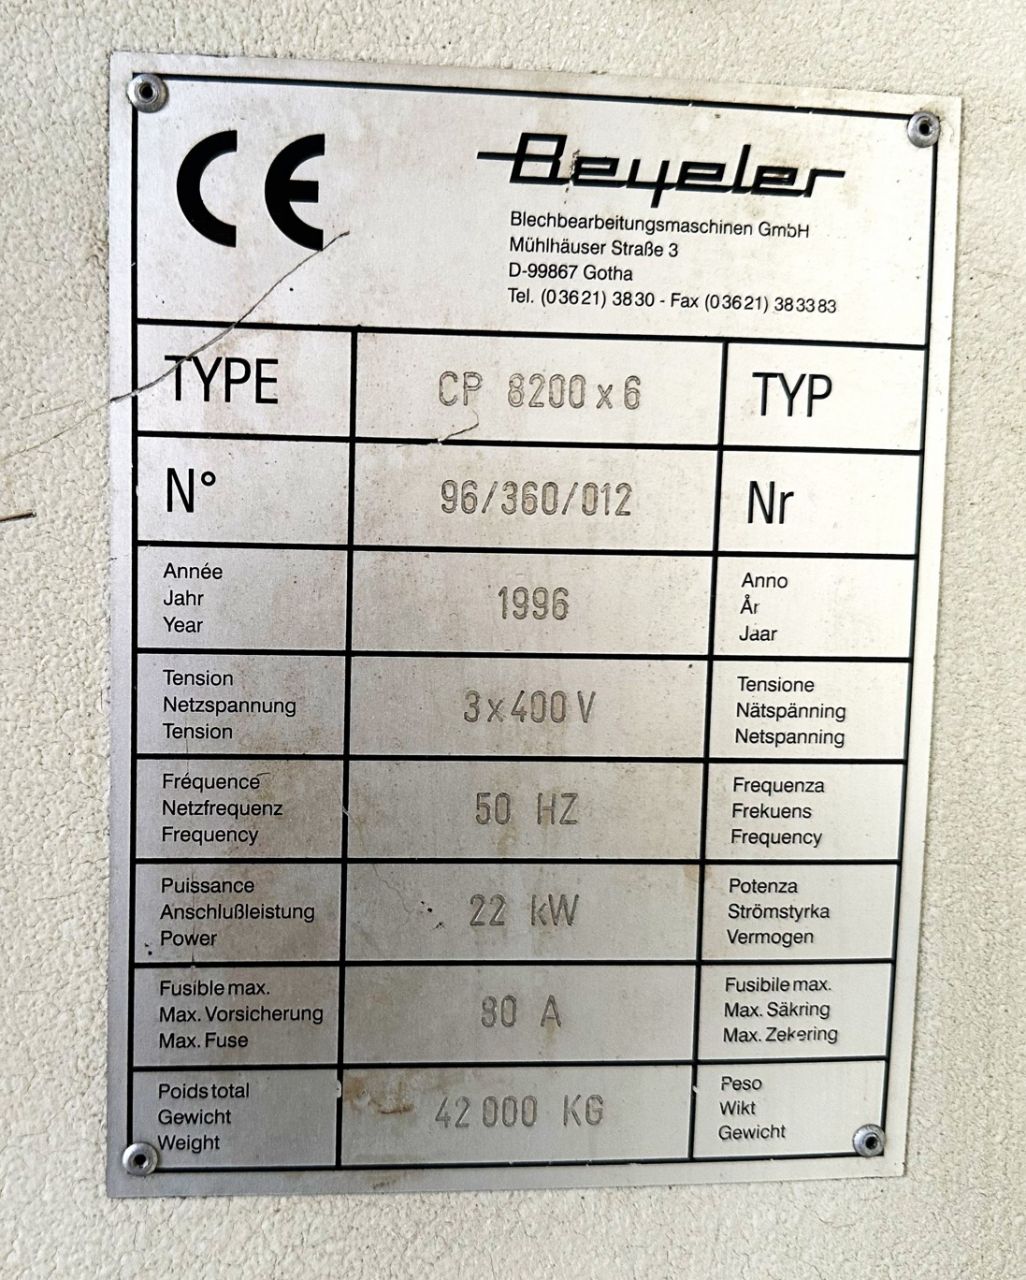 CE
Beyeler
Blechbearbeitungsmaschinen GmbH
Mühlhäuser Straße 3
D-99867 Gotha
Tel. (03621) 3830 - Fax (03621) 383383
TYPE CP 8200 x 6 TYP
N° 96/360/012 Nr
Année
Jahr
Year
1996
Anno
År
Jaar
Tension
Netzspannung
Tension
3 x 400 V
Tensione
Nätspänning
Netspanning
Fréquence
Netzfrequenz
Frequency
50 HZ
Frequenza
Frekuens
Frequency
Puissance
Anschlußleistung
Power
22 kW
Potenza
Strömstyrka
Vermogen
Fusible max.
Max. Vorsicherung
Max. Fuse
80 A
Fusibile max.
Max. Säkring
Max. Zekering
Poids total
Gewicht
Weight
42 000 KG
Peso
Wikt
Gewicht